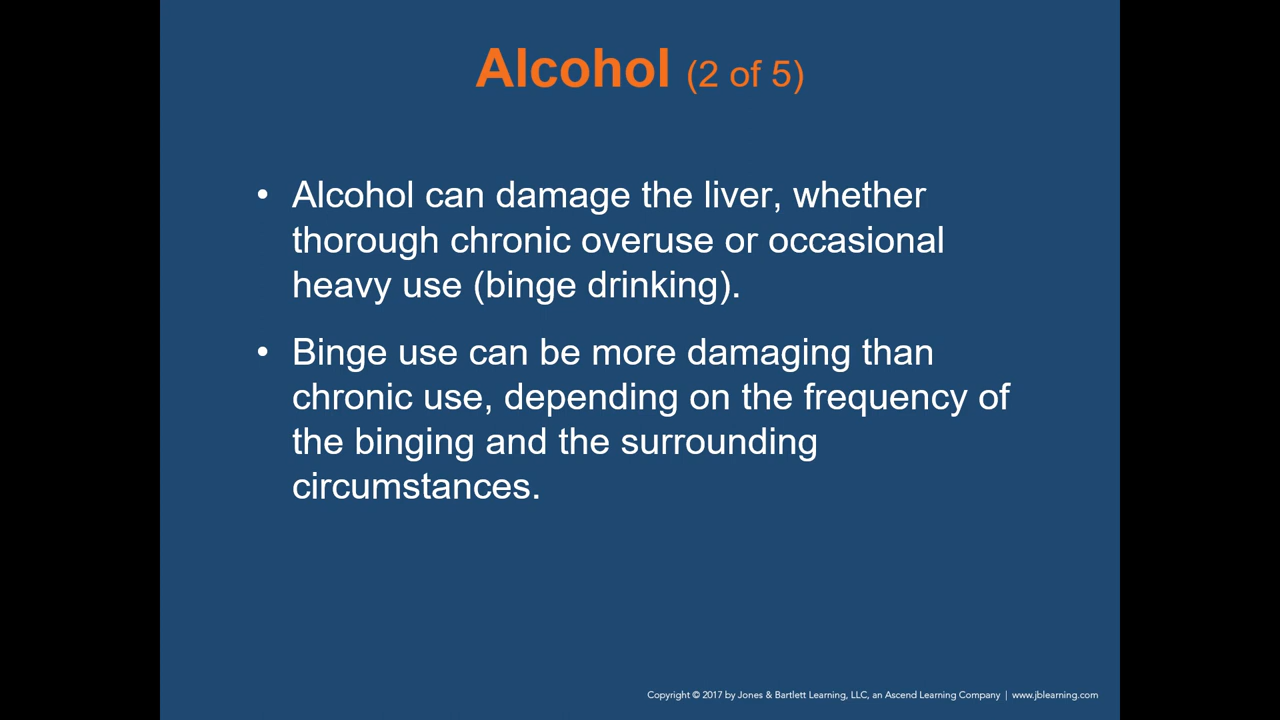 Alcohol (2 of 5)
• Alcohol can damage the liver, whether
thorough chronic overuse or occasional
heavy use (binge drinking).
• Binge use can be more damaging than
chronic use, depending on the frequency of
the binging and the surrounding
circumstances.
Copyright © 2017 by Jones & Bartlett Learning, LLC, an Ascend Learning Company | www.jblearning.com